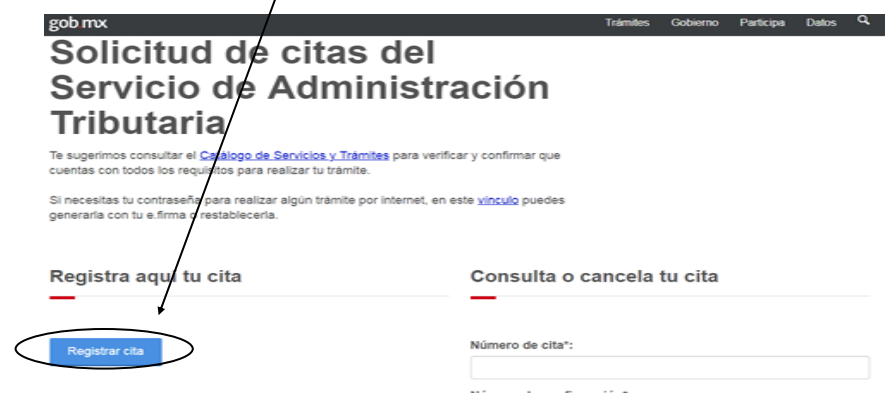 gob mx
Trámites Gobierno Participa Datos
Solicitud de citas del
Servicio de Administración
Tributaria
Te sugerimos consultar el Catálogo de Servicios y Trámites para verificar y confirmar que
cuentas con todos los requisitos para realizar tu trámite.
Si necesitas tu contraseña para realizar algún trámite por internet, en este vínculo puedes
generarla con tu e.firma o restablecerla.
Registra aquí tu cita
Registrar cita
Consulta o cancela tu cita
Número de cita*: